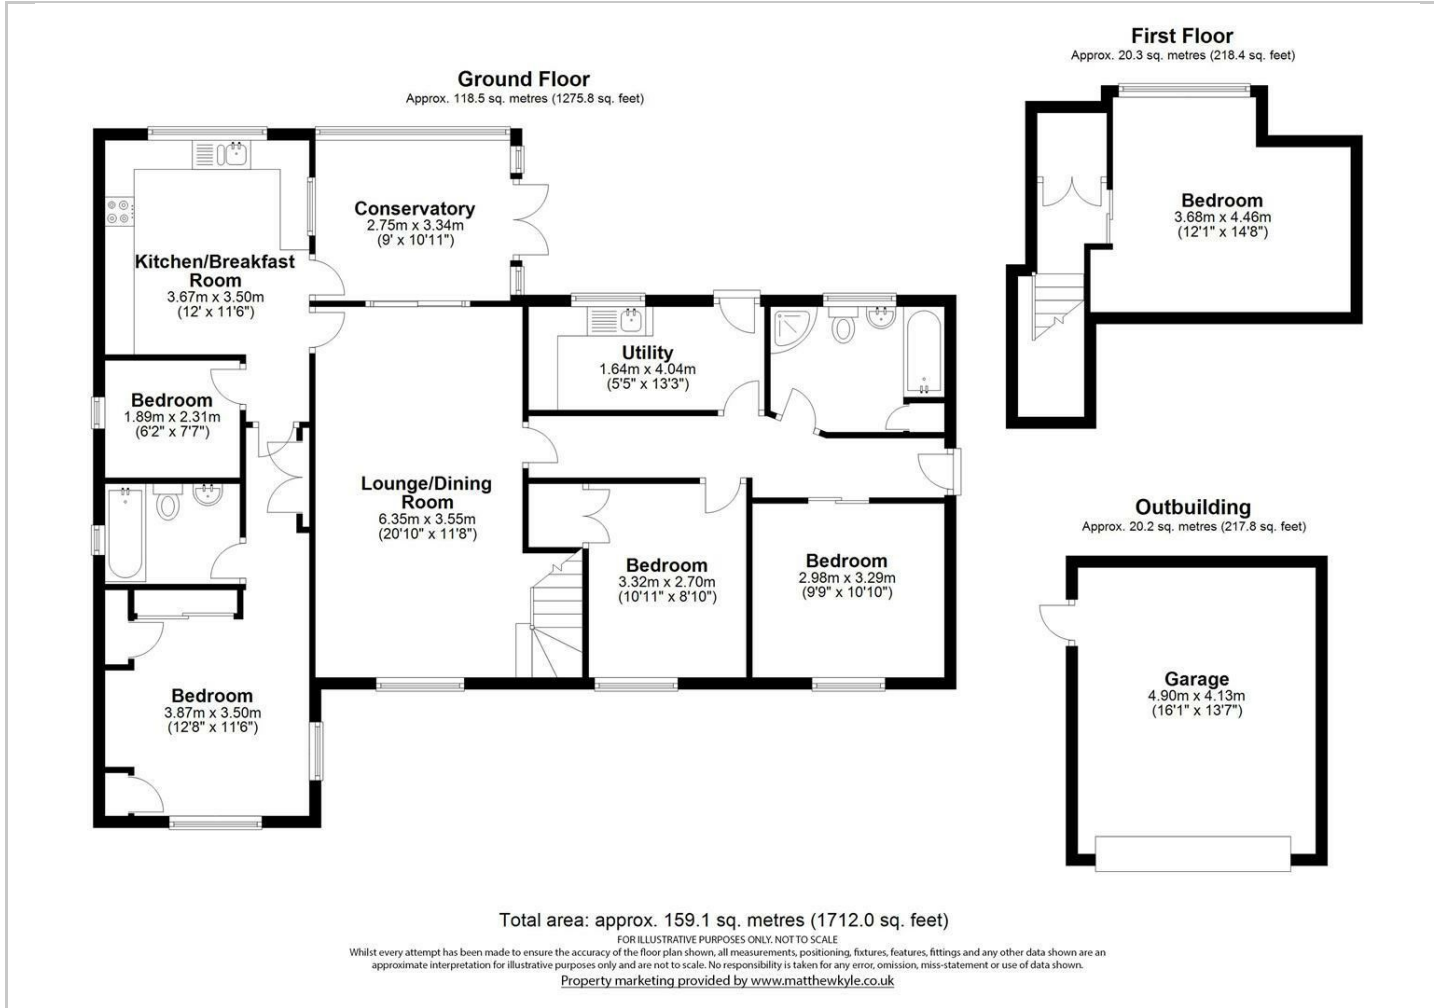 Ground Floor
Approx. 118.5 sq. metres (1275.8 sq. feet)
Conservatory
2.75m x 3.34m
(9' x 10'11")
Kitchen/Breakfast
Room
3.67m x 3.50m
(12' x 11'6")
Utility
1.64m x 4.04m
(5'5" x 13'3")
Bedroom
1.89m x 2.31m
(6'2" x 7'7")
Lounge/Dining
Room
6.35m x 3.55m
(20'10" x 11'8")
Bedroom
3.32m x 2.70m
(10'11" x 8'10")
Bedroom
2.98m x 3.29m
(9'9" x 10'10")
Bedroom
3.87m x 3.50m
(12'8" x 11'6")
First Floor
Approx. 20.3 sq. metres (218.4 sq. feet)
Bedroom
3.68m x 4.46m
(12'1" x 14'8")
Outbuilding
Approx. 20.2 sq. metres (217.8 sq. feet)
Garage
4.90m x 4.13m
(16'1" x 13'7")
Total area: approx. 159.1 sq. metres (1712.0 sq. feet)
FOR ILLUSTRATIVE PURPOSES ONLY. NOT TO SCALE
Whilst every attempt has been made to ensure the accuracy of the floor plan shown, all measurements, positioning, fixtures, features, fittings and any other data shown are an
approximate interpretation for illustrative purposes only and are not to scale. No responsibility is taken for any error, omission, miss-statement or use of data shown.
Property marketing provided by www.matthewkyle.co.uk